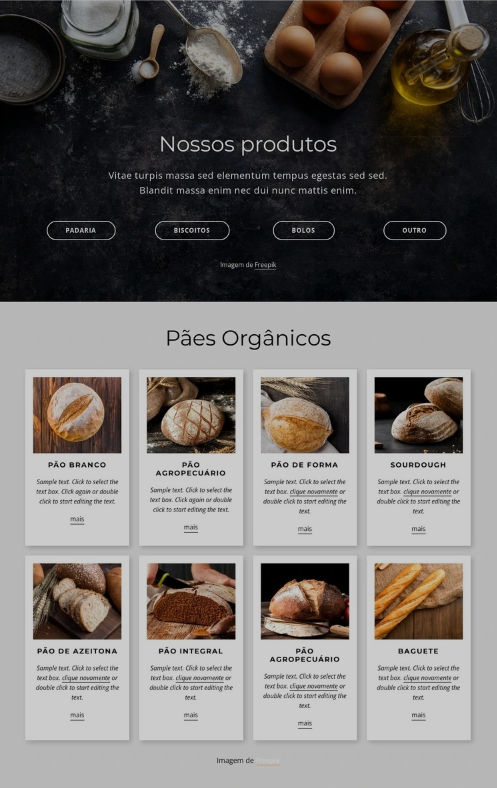 Nossos produtos
Vitae turpis massa sed elementum tempus egestas sed sed.
Blandit massa enim nec dui nunc mattis enim.
PADARIA
BISCOITOS
BOLOS
OUTRO
Imagem de Freepik
Pães Orgânicos
PÃO BRANCO
Sample text. Click to select the
text box. Click again or double
click to start editing the text.
mais
PÃO
AGROPECUÁRIO
Sample text. Click to select the
text box. Click again or double
click to start editing the text.
mais
PÃO DE FORMA
Sample text. Click to select the
text box. clique novamente or
double click to start editing the
text.
mais
SOURDOUGH
Sample text. Click to select the
text box. clique novamente or
double click to start editing the
text.
mais
PÃO DE AZEITONA
Sample text. Click to select the
text box. clique novamente or
double click to start editing the
text.
mais
PÃO INTEGRAL
Sample text. Click to select the
text box. clique novamente or
double click to start editing the
text.
mais
PÃO
AGROPECUÁRIO
Sample text. Click to select the
text box. clique novamente or
double click to start editing the
text.
mais
BAGUETE
Sample text. Click to select the
text box. clique novamente or
double click to start editing the
text.
mais
Imagem de Freepik